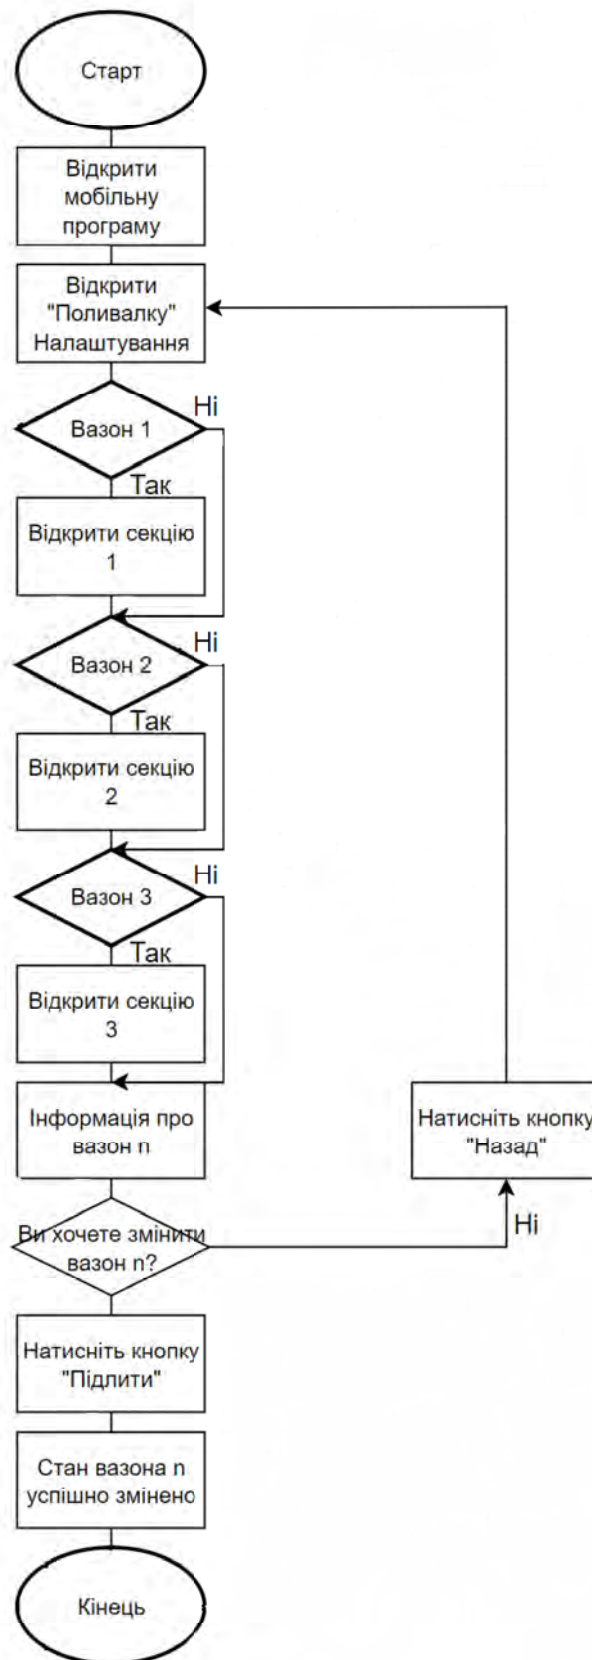 Старт
Відкрити
мобільну
програму
Відкрити
"Поливалку"
Налаштування
Ні
Вазон 1
Так
Відкрити секцію
1
Ні
Вазон 2
Так
Відкрити секцію
2
Ні
Вазон 3
Так
Відкрити секцію
3
Інформація про
вазон n
Натисніть кнопку
"Назад"
Ні
Ви хочете змінити
вазон n?
Натисніть кнопку
"Підлити"
Стан вазона n
успішно змінено
Кінець